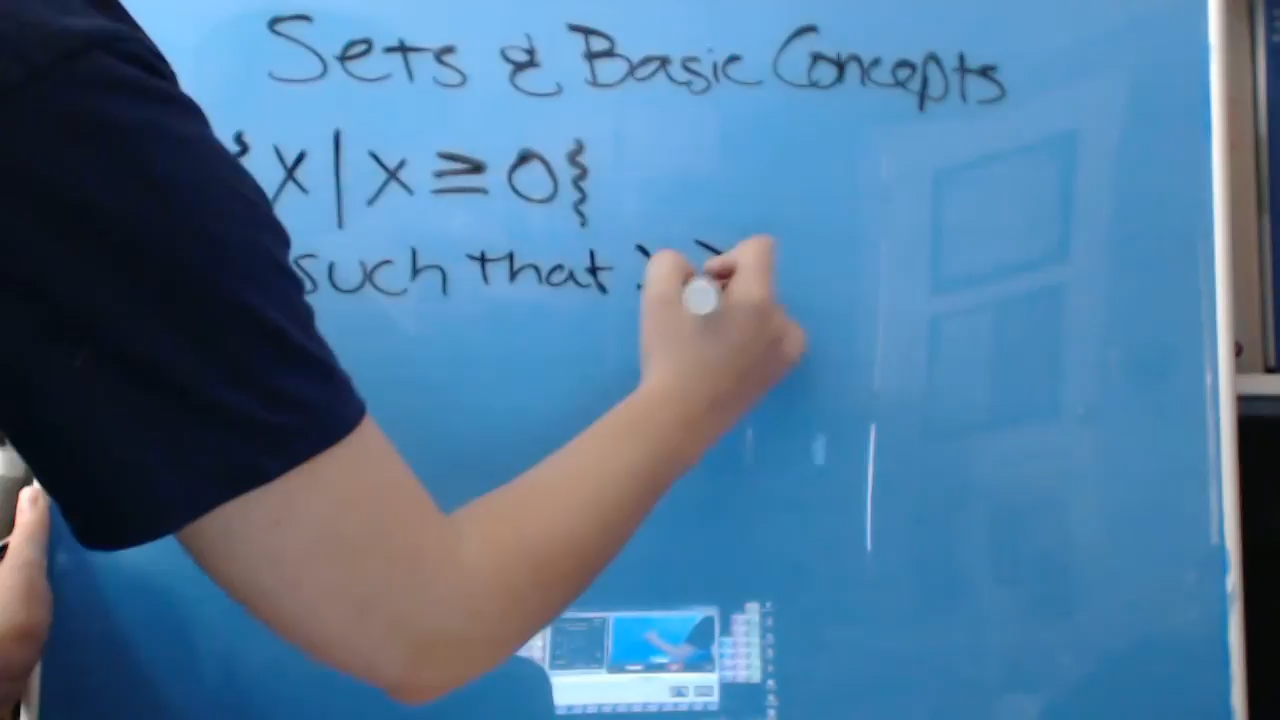 Sets & Basic Concepts
{x | x ≥ 0}
such that